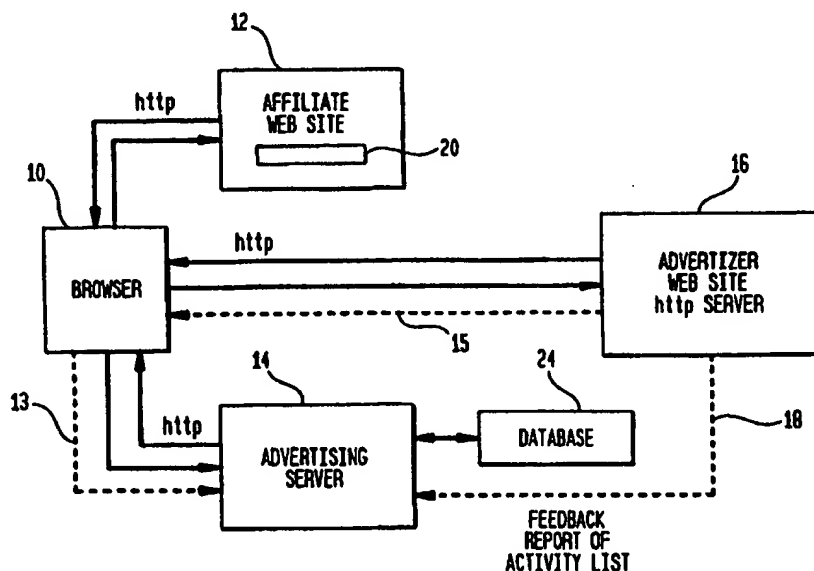 12
http
AFFILIATE
WEB SITE
20
10
16
BROWSER
http
ADVERTIZER
WEB SITE
http SERVER
15
14
24
13
http
ADVERTISING
SERVER
DATABASE
18
FEEDBACK
REPORT OF
ACTIVITY LIST